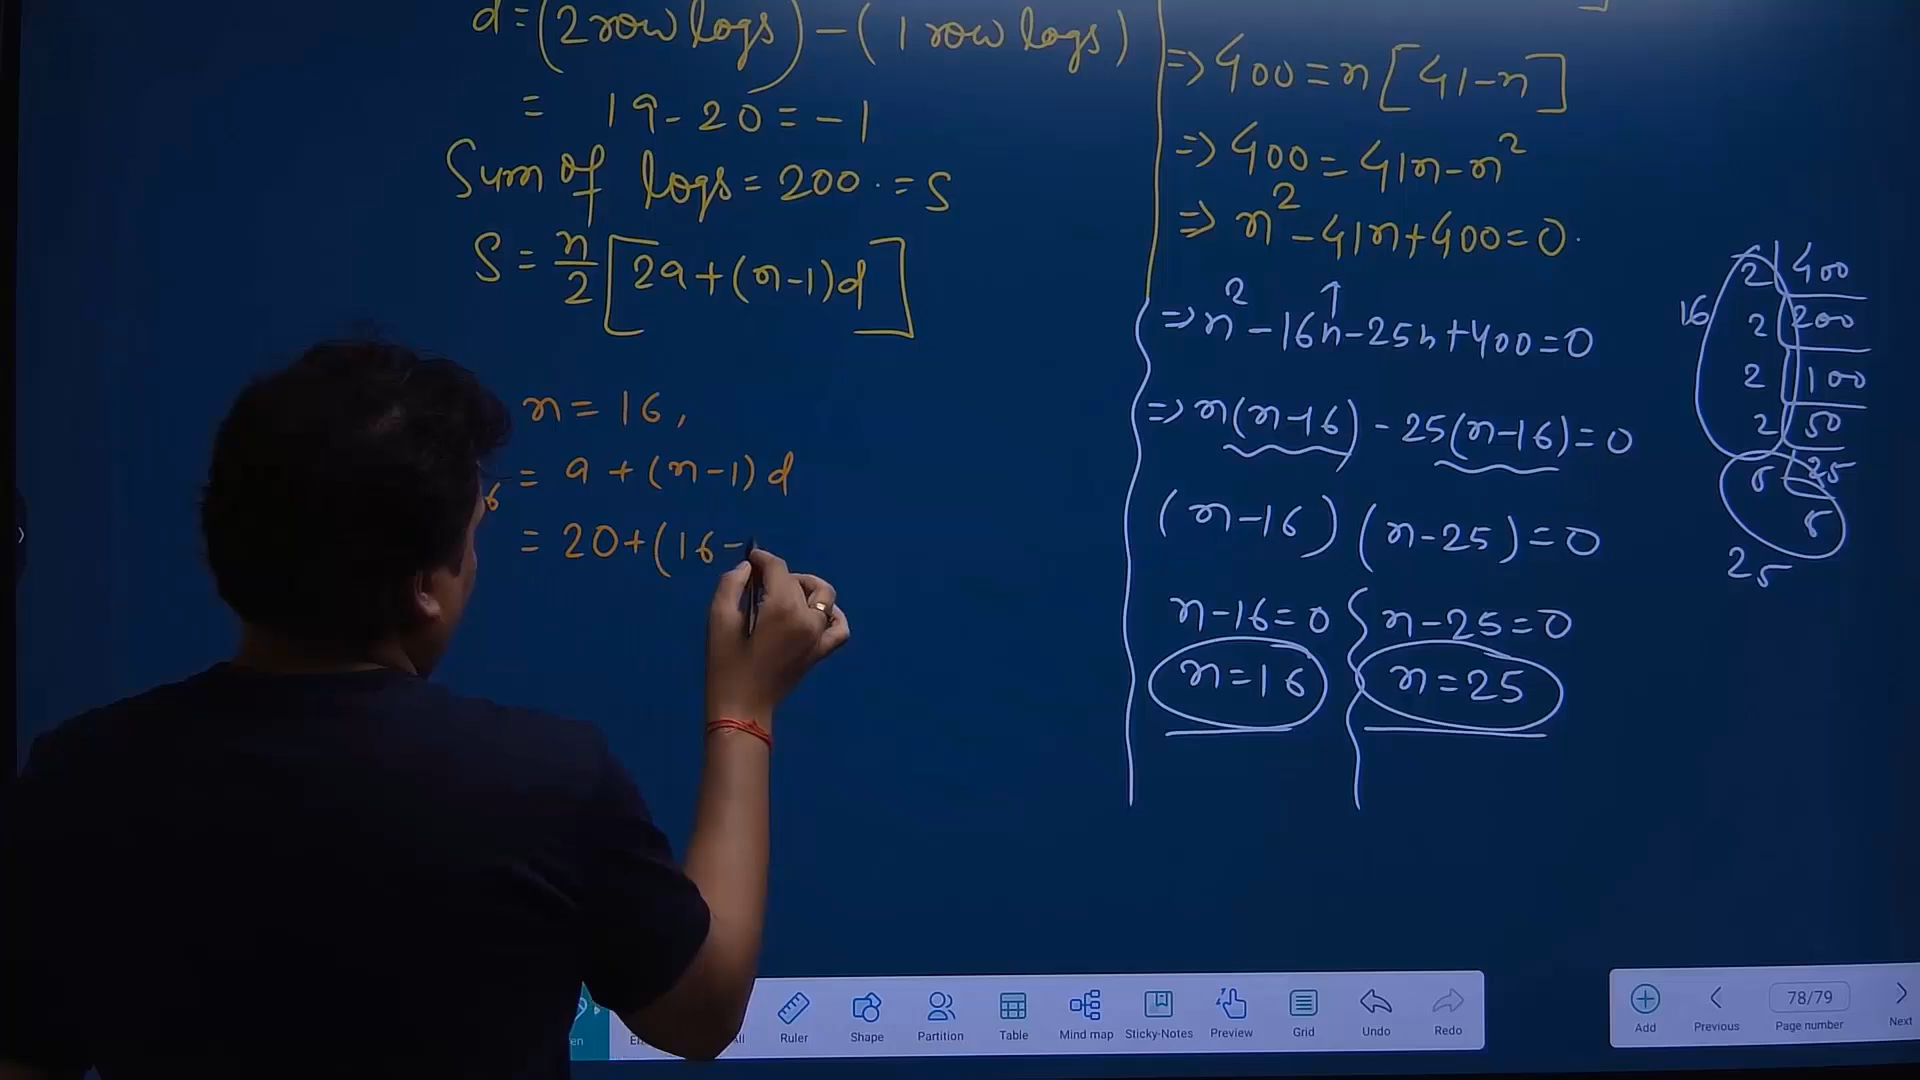 d = (2 row logs) - (1 row logs)
= 19 - 20 = - 1
Sum of logs = 200 . = S
S = n/2 [2a + (n-1)d]
n = 16,
6 = a + (n-1)d
= 20 + (16 -
⇒ 400 = n[41-n]
⇒ 400 = 41n - n²
⇒ n² - 41n + 400 = 0.
⇒ n² - 16n - 25n + 400 = 0
⇒ n(n-16) - 25(n-16) = 0
(n-16) (n-25) = 0
n-16=0 n-25=0
n=16 n=25
2 400
16 2 200
2 100
2 50
5 25
5
25
Ruler
Shape
Partition
Table
Mind map
Sticky-Notes
Preview
Grid
Undo
Redo
Add
Previous
78/79
Page number
Next